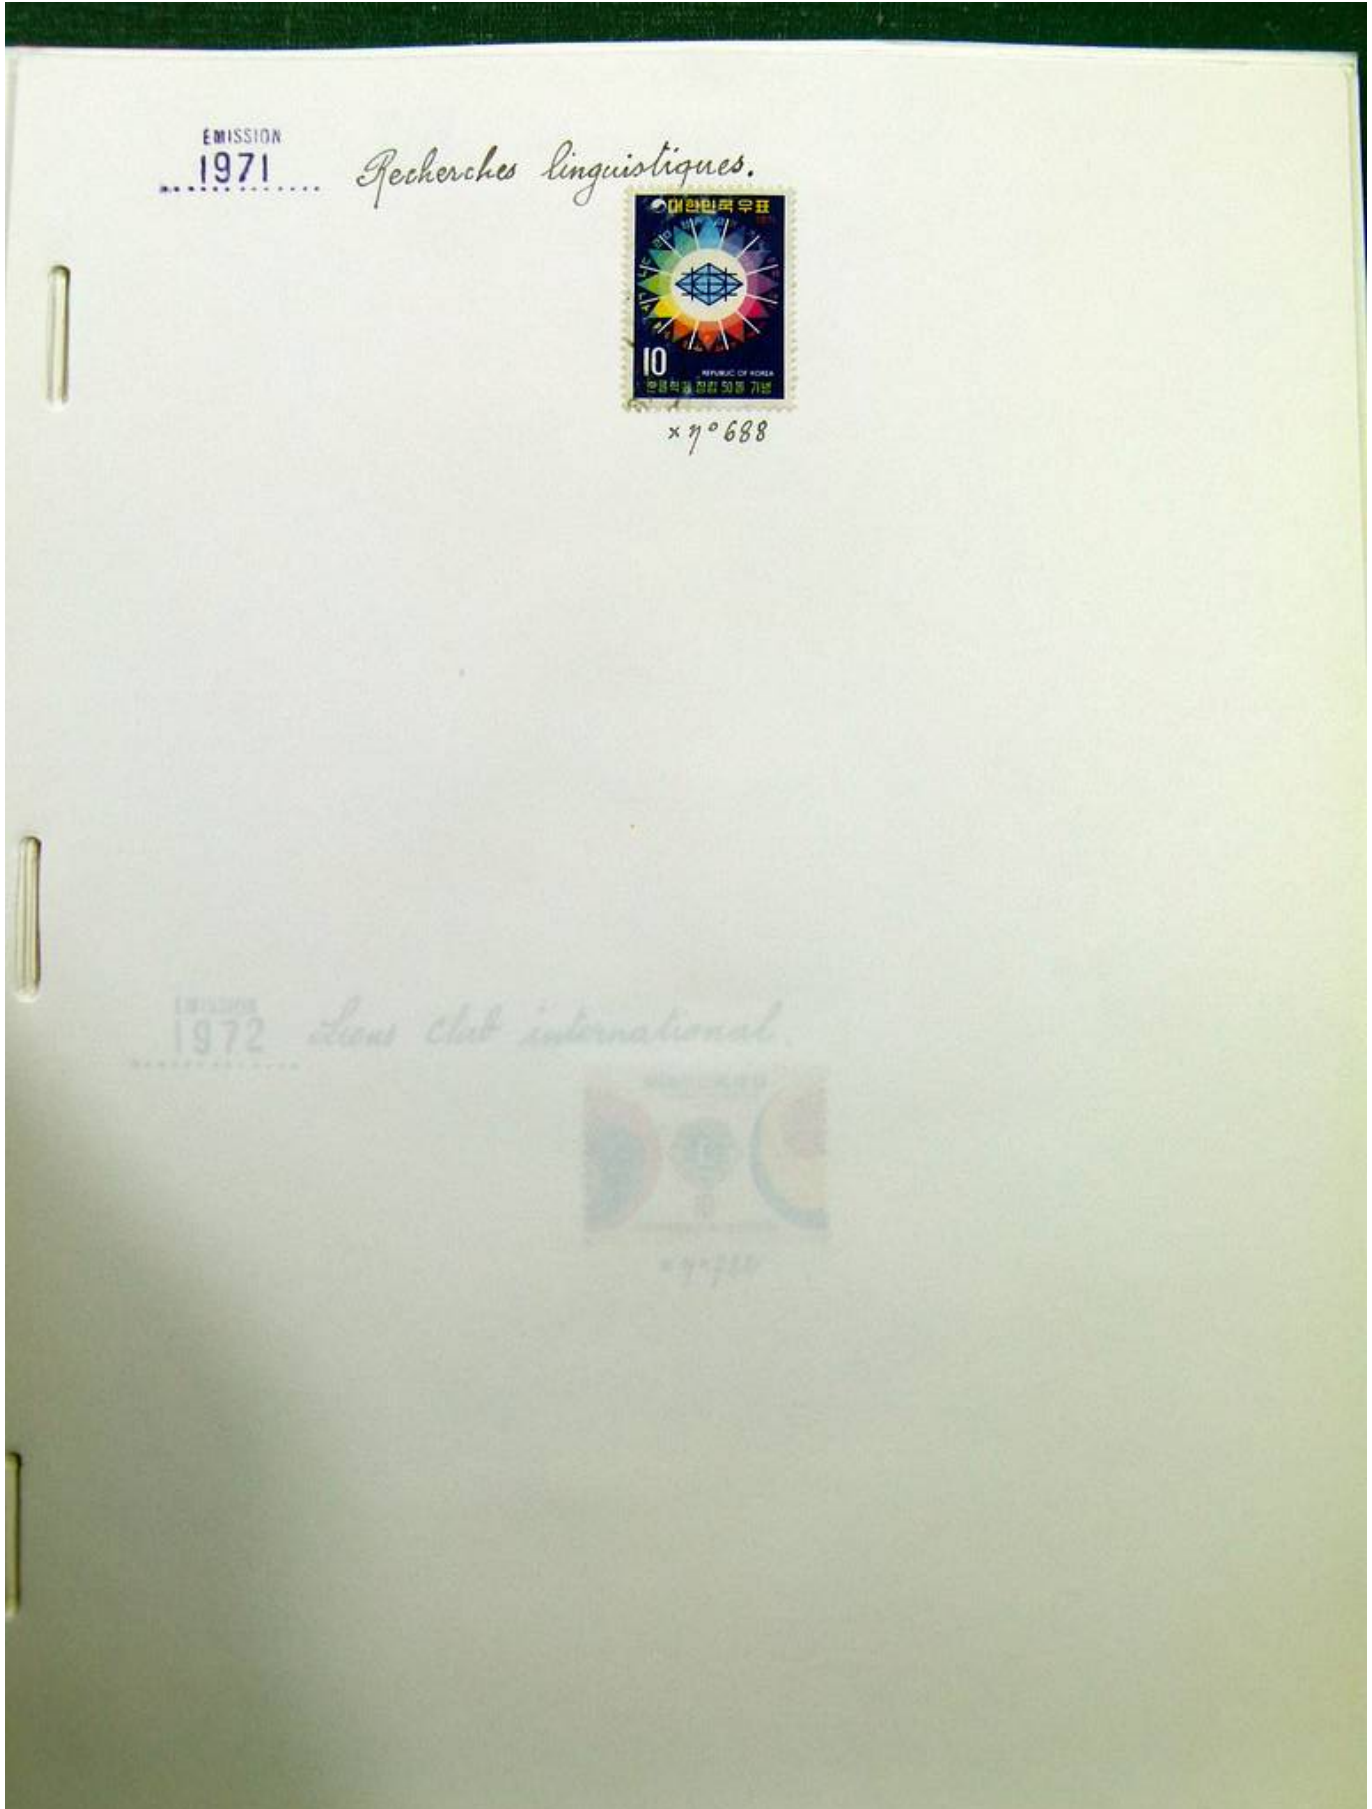 EMISSION
1971
Recherches linguistiques.
대한민국우표
1971
10
REPUBLIC OF KOREA
한글학회 창립 50돌 기념
x n° 688
EMISSION
1972
Lions Club international.